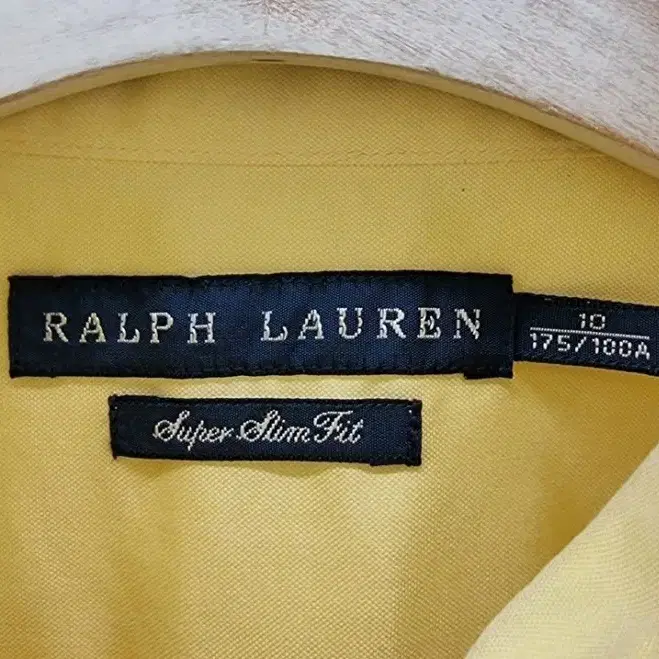 RALPH LAUREN
10
175/100A
Super Slim Fit